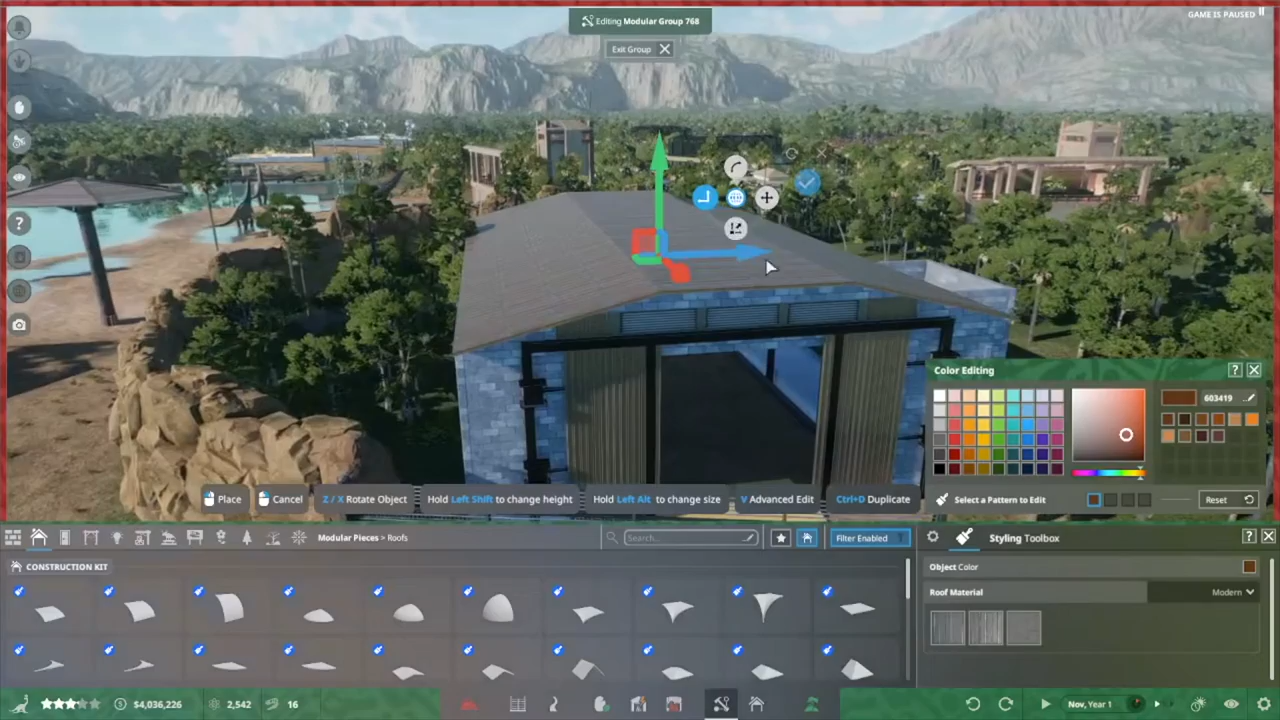 Editing Modular Group 768
GAME IS PAUSED
Exit Group
Color Editing
?
603419
Place
Cancel
Z / X Rotate Object
Hold Left Shift to change height
Hold Left Alt to change size
V Advanced Edit
Ctrl+D Duplicate
Select a Pattern to Edit
Reset
Modular Pieces > Roofs
Search...
Filter Enabled
Styling Toolbox
?
CONSTRUCTION KIT
Object Color
Roof Material
Modern
$4,036,226
2,542
16
Nov, Year 1